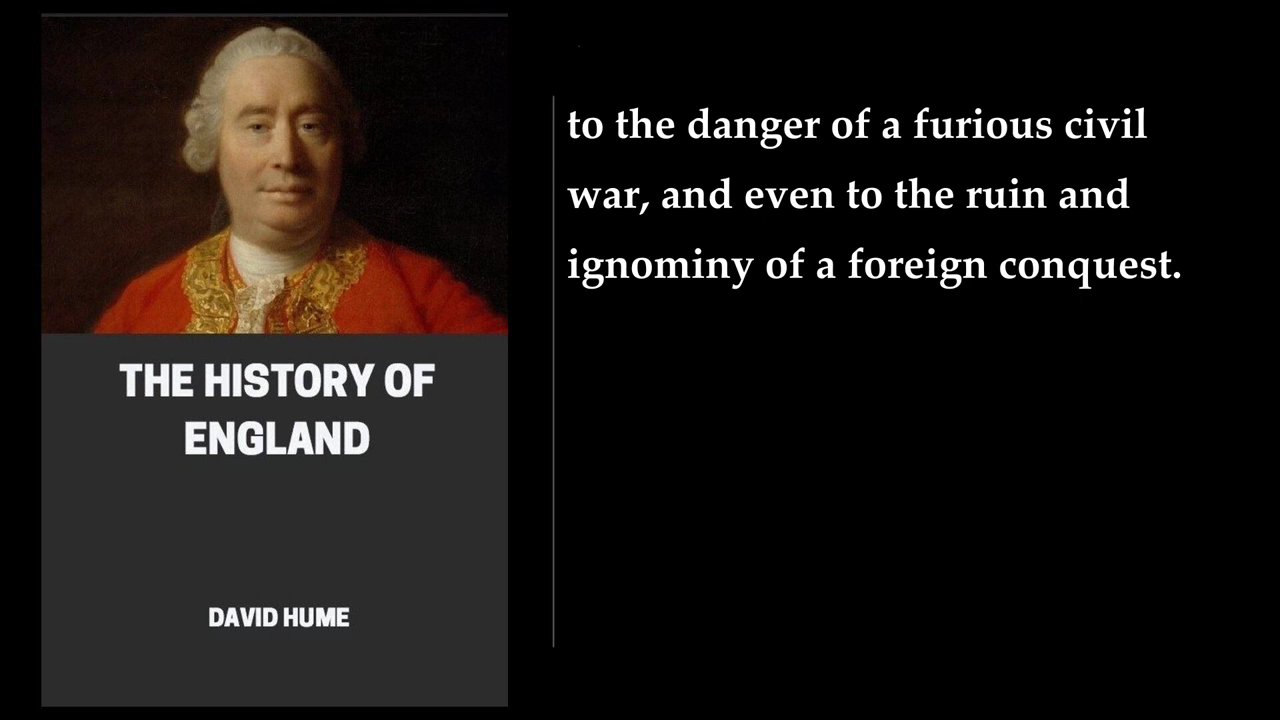 THE HISTORY OF
ENGLAND
DAVID HUME
to the danger of a furious civil
war, and even to the ruin and
ignominy of a foreign conquest.